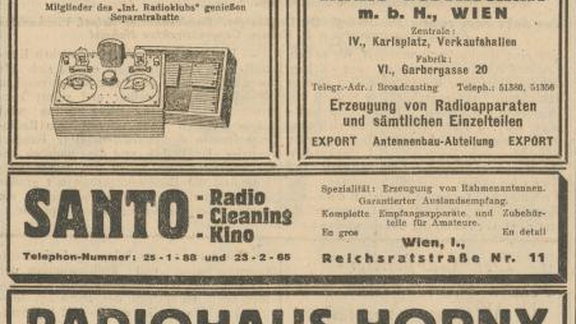 Mitglieder des „Int. Radioklubs“ genießen
Separatrabatte
m. b. H., WIEN
Zentrale:
IV., Karlsplatz, Verkaufshallen
Fabrik:
VI., Garbergasse 20
Telegr.-Adr.: Broadcasting Teleph.: 51380, 51356
Erzeugung von Radioapparaten
und sämtlichen Einzelteilen
EXPORT Antennenbau-Abteilung EXPORT
SANTO
- Radio
- Cleaning
- Kino
Telephon-Nummer: 25-1-88 und 23-2-65
Spezialität: Erzeugung von Rahmenantennen.
Garantierter Auslandsempfang.
Komplette Empfangsapparate und Zubehör-
teile für Amateure.
En gros En detail
Wien, I.,
Reichsratstraße Nr. 11
RADIOHAUS HORNY